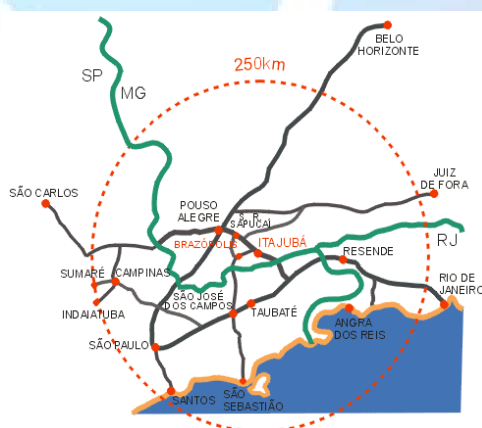 BELO
HORIZONTE
250km
SP
MG
JUIZ
DE FORA
SÃO CARLOS
POUSO
ALEGRE
S. R.
SAPUCAÍ
BRAZÓPOLIS
ITAJUBÁ
RJ
RESENDE
SUMARÉ
CAMPINAS
RIO DE
JANEIRO
SÃO JOSÉ
DOS CAMPOS
INDAIATUBA
TAUBATÉ
ANGRA
DOS REIS
SÃO PAULO
SANTOS
SÃO
SEBASTIÃO